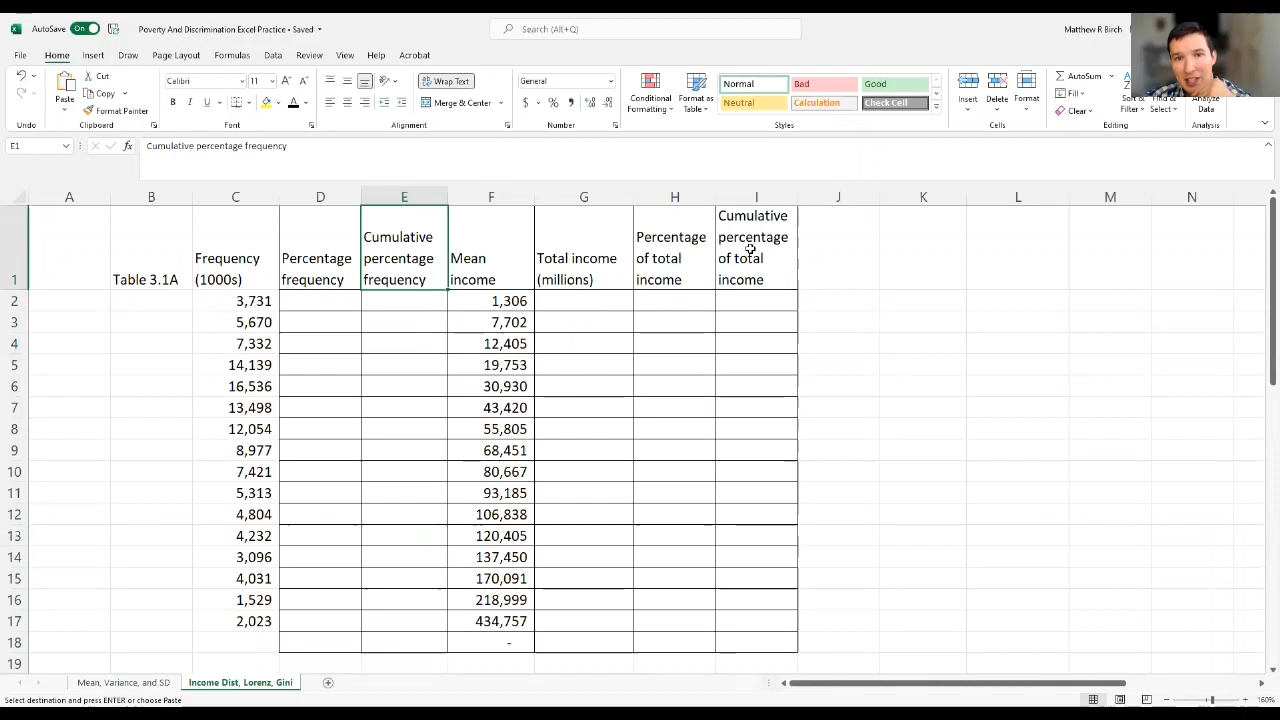 AutoSave On Poverty And Discrimination Excel Practice • Saved Search (Alt+Q) Matthew R Birch
File Home Insert Draw Page Layout Formulas Data Review View Help Acrobat
Cut Calibri 11 Wrap Text General Normal Bad Good AutoSum
Paste Copy Conditional Format as Insert Delete Format Fill Sort & Find &
Format Painter Merge & Center Formatting Table Neutral Calculation Check Cell Clear Filter Select Analysis
Undo Clipboard Font Alignment Number Styles Cells Editing Analysis
E1 fx Cumulative percentage frequency
A B C D E F G H I J K L M N
1 Table 3.1A Frequency (1000s) Percentage frequency Cumulative percentage frequency Mean income Total income (millions) Percentage of total income Cumulative percentage of total income
2 3,731 1,306
3 5,670 7,702
4 7,332 12,405
5 14,139 19,753
6 16,536 30,930
7 13,498 43,420
8 12,054 55,805
9 8,977 68,451
10 7,421 80,667
11 5,313 93,185
12 4,804 106,838
13 4,232 120,405
14 3,096 137,450
15 4,031 170,091
16 1,529 218,999
17 2,023 434,757
18 -
19
Mean, Variance, and SD Income Dist, Lorenz, Gini
Select destination and press ENTER or choose Paste 160%